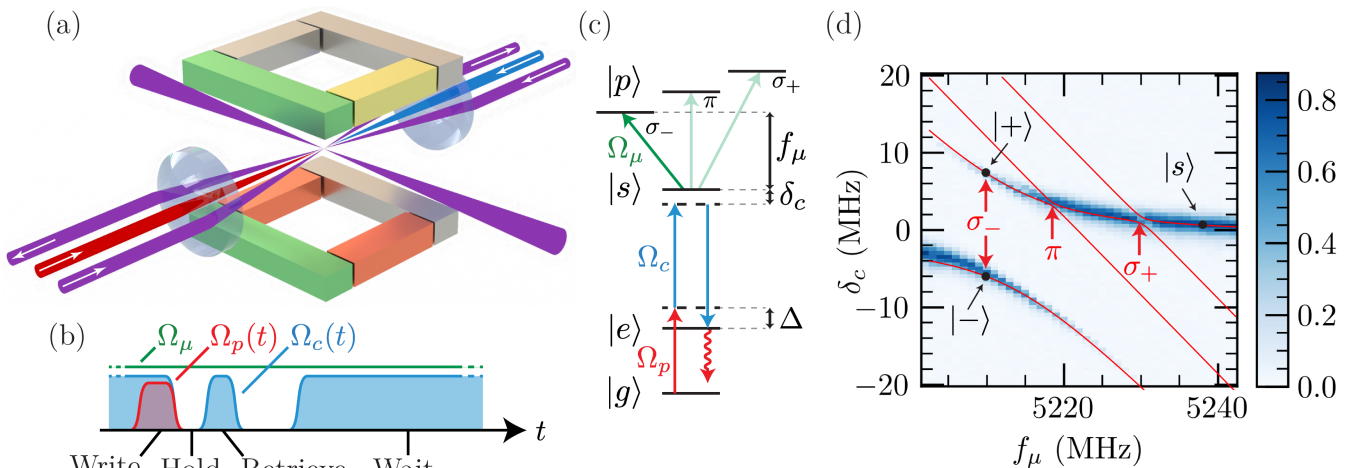 (a)
(b)
Ω_μ Ω_p(t) Ω_c(t)
t
Write Hold Retrieve Wait
(c)
|p⟩
σ_- π σ_+
Ω_μ f_μ
|s⟩ δ_c
Ω_c
|e⟩ Δ
Ω_p
|g⟩
(d)
20
10
0
−10
−20
δ_c (MHz)
|+⟩
|s⟩
σ_- π σ_+
|−⟩
5220 5240
f_μ (MHz)
0.8
0.6
0.4
0.2
0.0